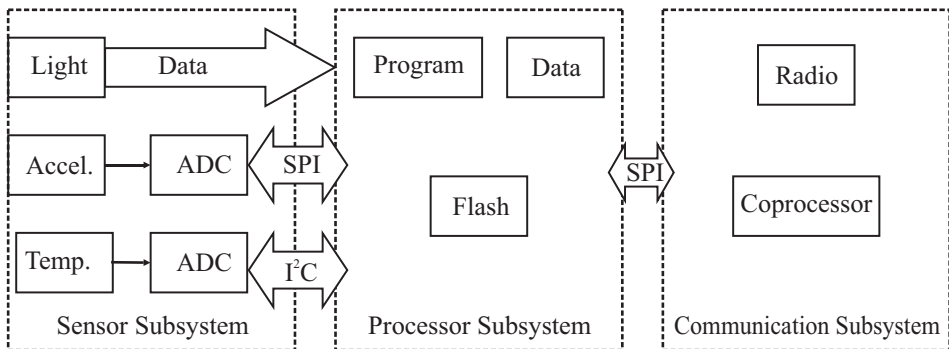 Light
Data
Accel.
ADC
SPI
Temp.
ADC
I²C
Sensor Subsystem
Program
Data
Flash
Processor Subsystem
SPI
Radio
Coprocessor
Communication Subsystem